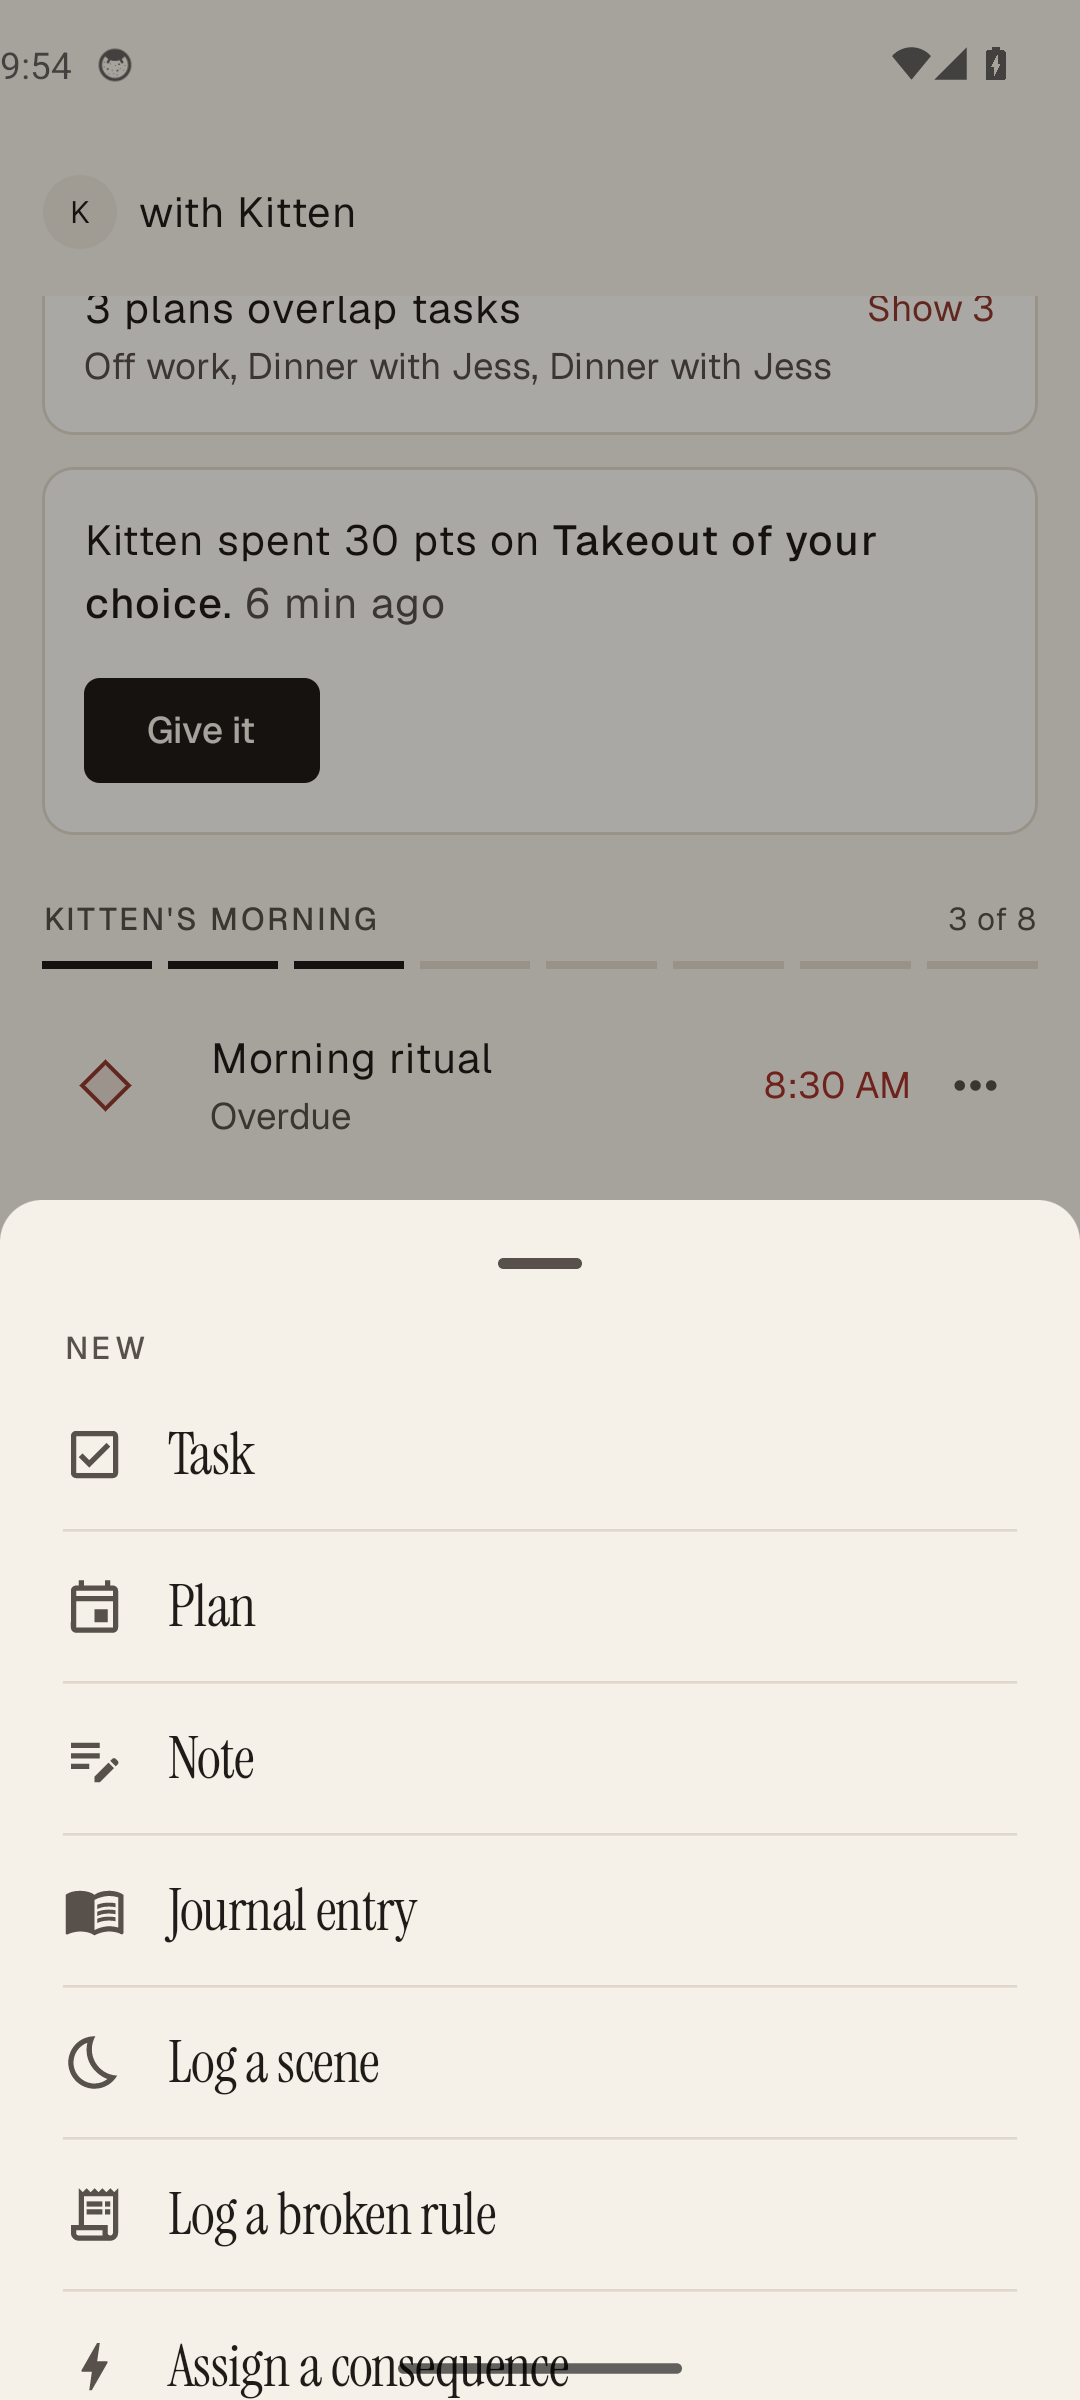 9:54
K
with Kitten
3 plans overlap tasks
Show 3
Off work, Dinner with Jess, Dinner with Jess
Kitten spent 30 pts on Takeout of your
choice. 6 min ago
Give it
KITTEN'S MORNING
3 of 8
Morning ritual
8:30 AM
Overdue
NEW
Task
Plan
Note
Journal entry
Log a scene
Log a broken rule
Assign a consequence